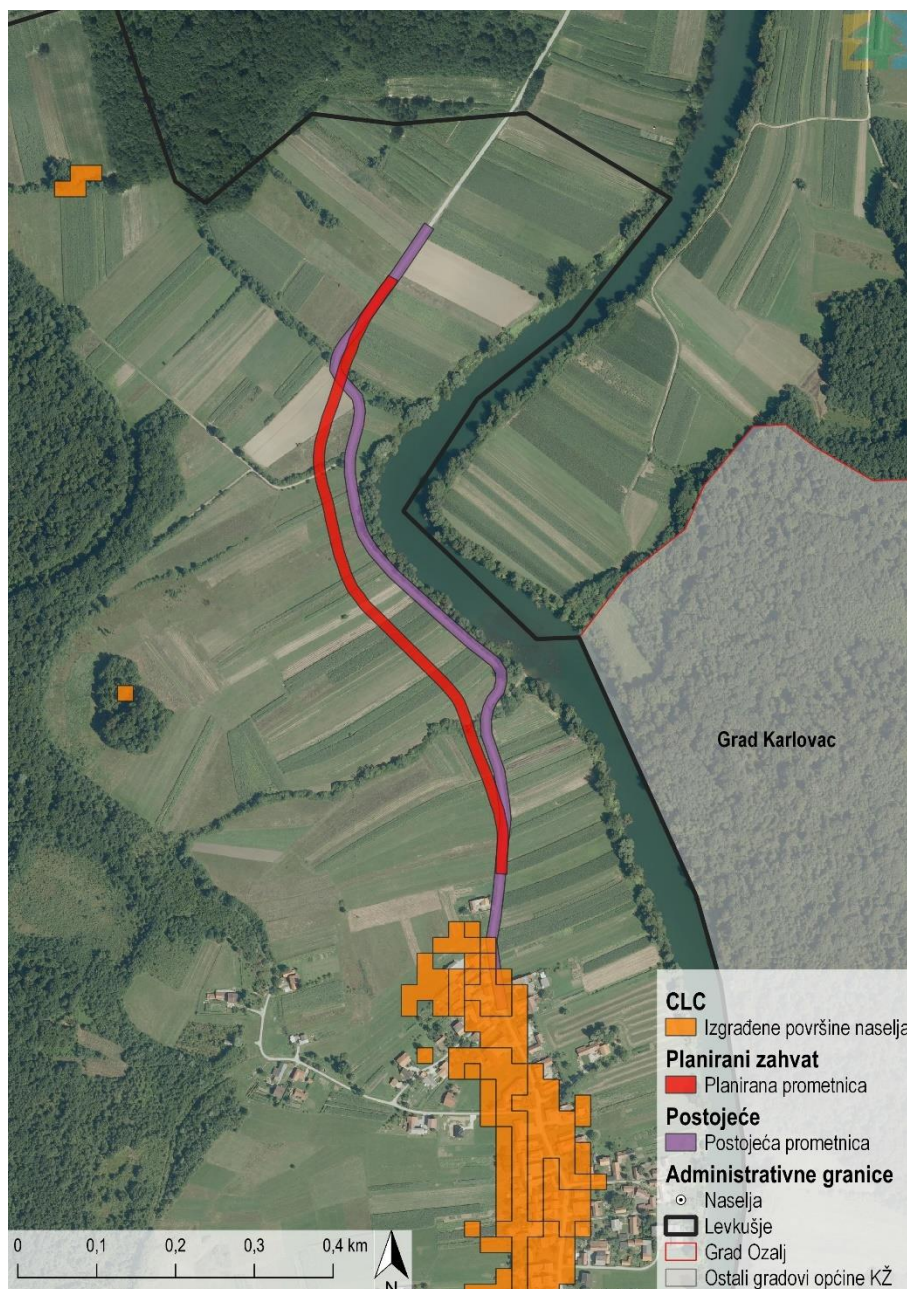 Grad Karlovac
CLC
Izgrađene površine naselja
Planirani zahvat
Planirana prometnica
Postojeće
Postojeća prometnica
Administrativne granice
Naselja
Levkušje
Grad Ozalj
Ostali gradovi općine KŽ
0 0,1 0,2 0,3 0,4 km
N